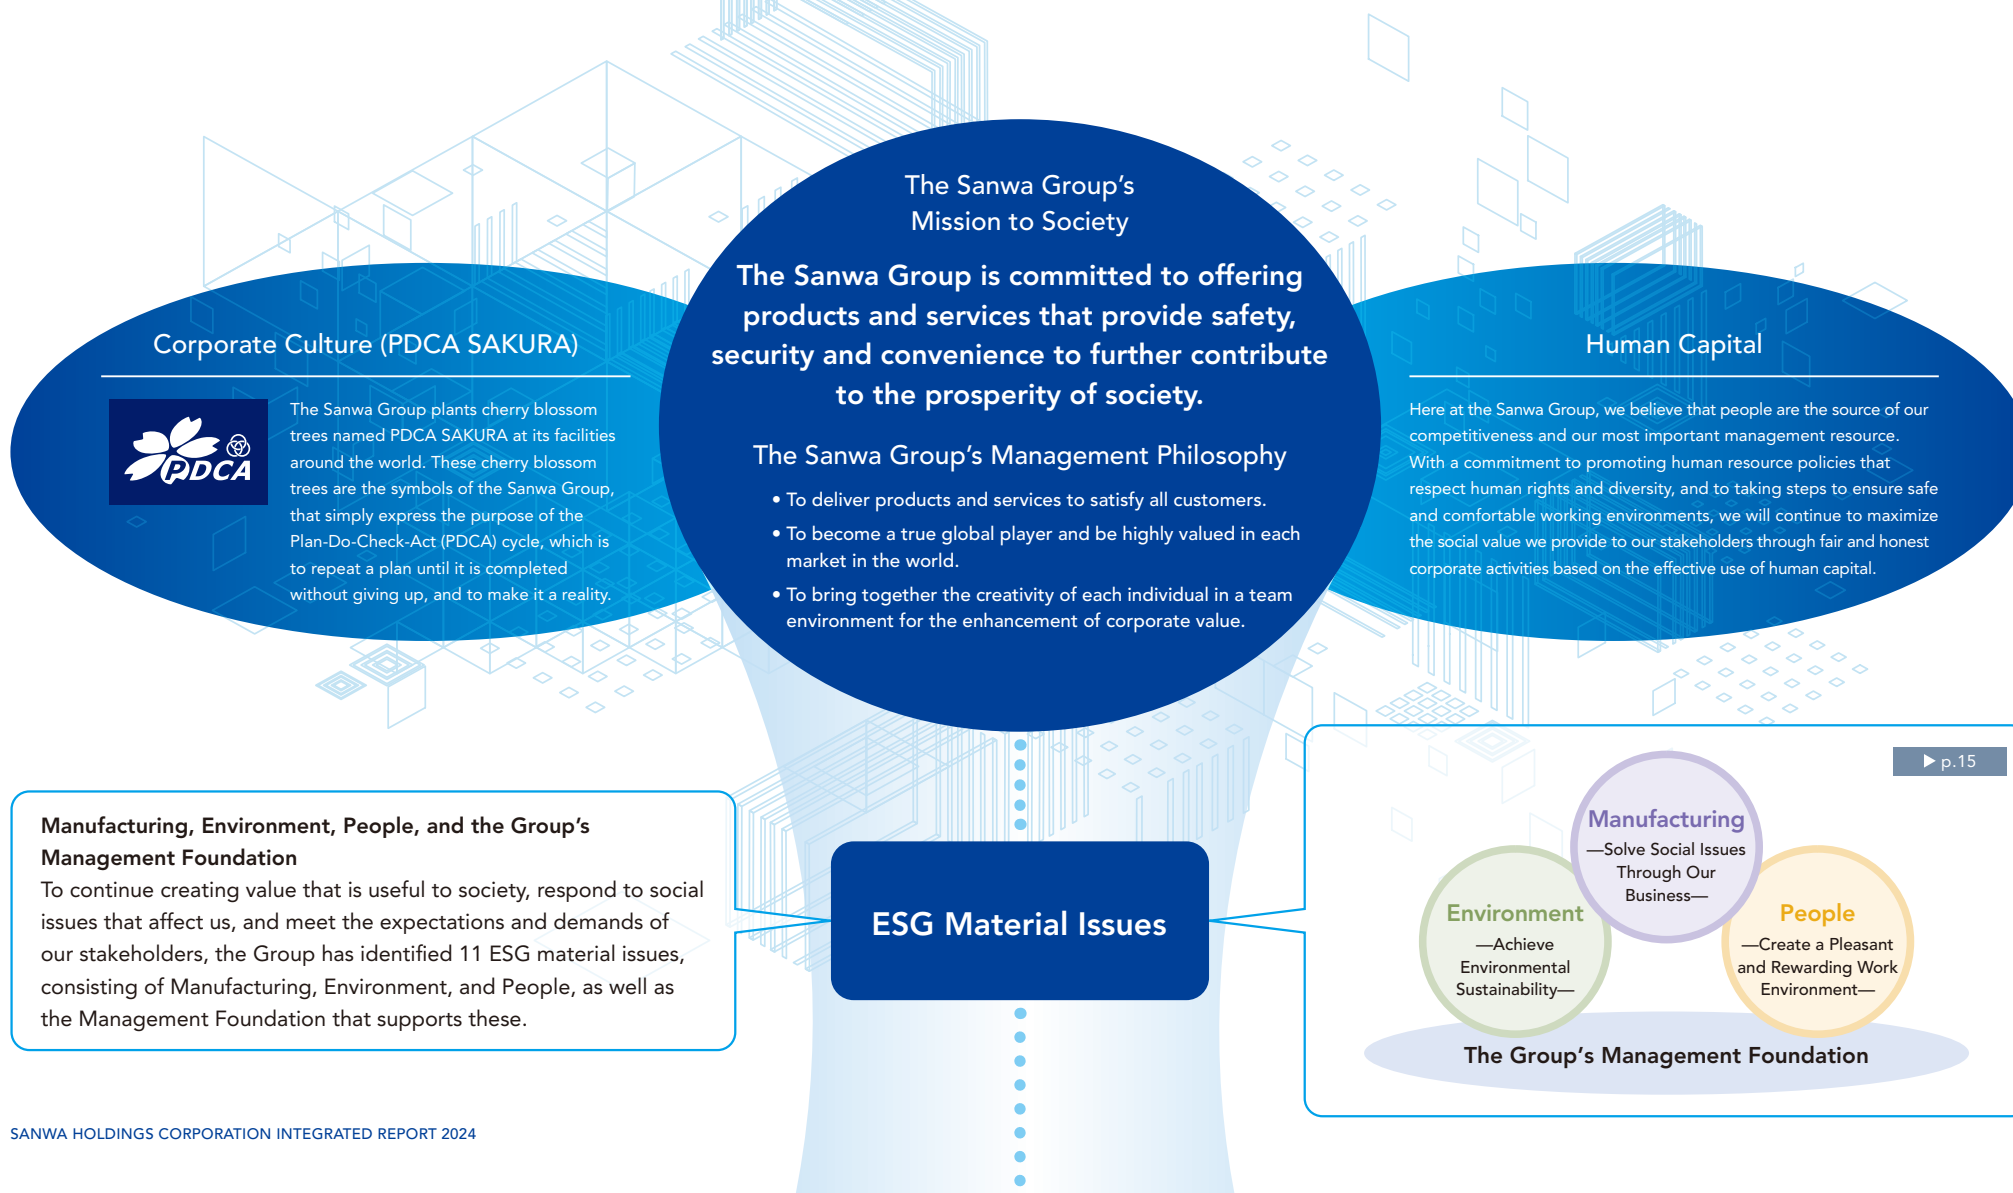 The Sanwa Group's
Mission to Society
The Sanwa Group is committed to offering
products and services that provide safety,
security and convenience to further contribute
to the prosperity of society.
The Sanwa Group's Management Philosophy
• To deliver products and services to satisfy all customers.
• To become a true global player and be highly valued in each
market in the world.
• To bring together the creativity of each individual in a team
environment for the enhancement of corporate value.
Corporate Culture (PDCA SAKURA)
PDCA
The Sanwa Group plants cherry blossom
trees named PDCA SAKURA at its facilities
around the world. These cherry blossom
trees are the symbols of the Sanwa Group,
that simply express the purpose of the
Plan-Do-Check-Act (PDCA) cycle, which is
to repeat a plan until it is completed
without giving up, and to make it a reality.
Human Capital
Here at the Sanwa Group, we believe that people are the source of our
competitiveness and our most important management resource.
With a commitment to promoting human resource policies that
respect human rights and diversity, and to taking steps to ensure safe
and comfortable working environments, we will continue to maximize
the social value we provide to our stakeholders through fair and honest
corporate activities based on the effective use of human capital.
Manufacturing, Environment, People, and the Group's
Management Foundation
To continue creating value that is useful to society, respond to social
issues that affect us, and meet the expectations and demands of
our stakeholders, the Group has identified 11 ESG material issues,
consisting of Manufacturing, Environment, and People, as well as
the Management Foundation that supports these.
ESG Material Issues
▶ p.15
Manufacturing
—Solve Social Issues
Through Our
Business—
Environment
—Achieve
Environmental
Sustainability—
People
—Create a Pleasant
and Rewarding Work
Environment—
The Group's Management Foundation
SANWA HOLDINGS CORPORATION INTEGRATED REPORT 2024